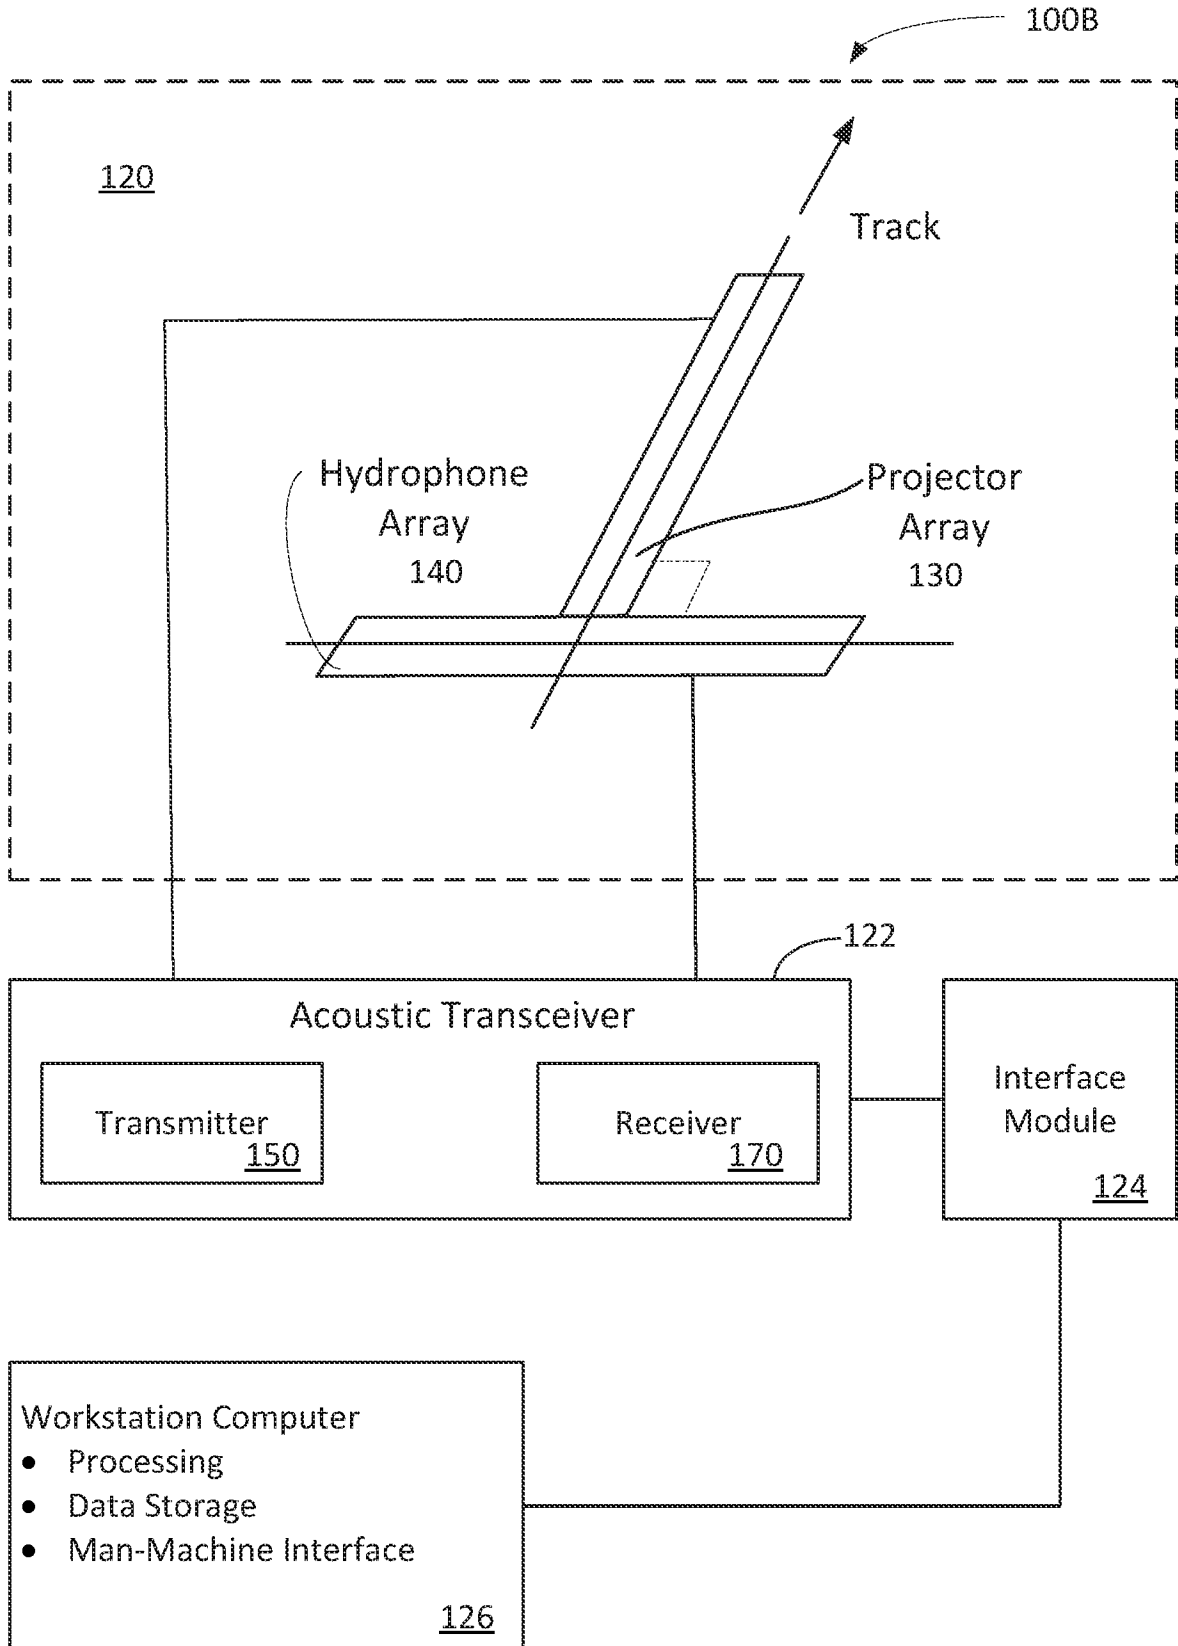 100B
120
Track
Hydrophone
Array
140
Projector
Array
130
122
Acoustic Transceiver
Transmitter
150
Receiver
170
Interface
Module
124
Workstation Computer
• Processing
• Data Storage
• Man-Machine Interface
126